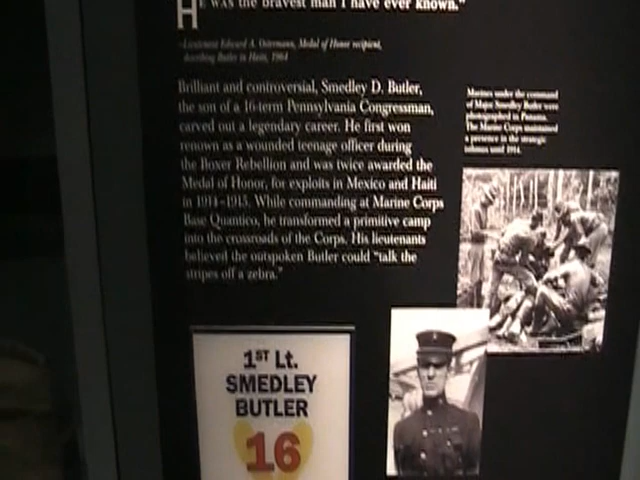 HE WAS the bravest man I have ever known."
–Lieutenant Edward A. Ostermann, Medal of Honor recipient,
describing Butler in Haiti, 1964
Brilliant and controversial, Smedley D. Butler,
the son of a 16-term Pennsylvania Congressman,
carved out a legendary career. He first won
renown as a wounded teenage officer during
the Boxer Rebellion and was twice awarded the
Medal of Honor, for exploits in Mexico and Haiti
in 1914–1915. While commanding at Marine Corps
Base Quantico, he transformed a primitive camp
into the crossroads of the Corps. His lieutenants
believed the outspoken Butler could "talk the
stripes off a zebra."
Marines under the command
of Major Smedley Butler were
photographed in Panama.
The Marine Corps maintained
a presence in the strategic
isthmus until 1914.
1ST Lt.
SMEDLEY
BUTLER
16